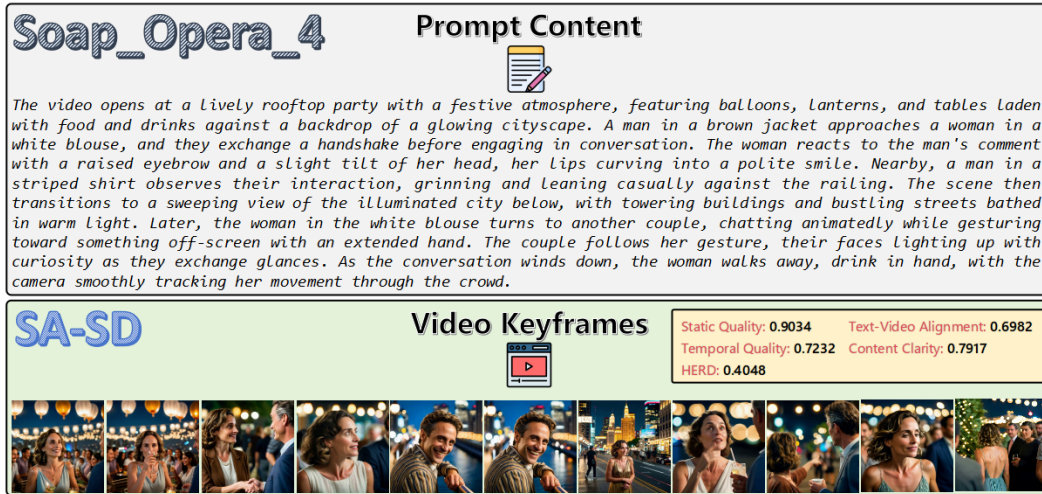 Soap_Opera_4
Prompt Content
The video opens at a lively rooftop party with a festive atmosphere, featuring balloons, lanterns, and tables laden
with food and drinks against a backdrop of a glowing cityscape. A man in a brown jacket approaches a woman in a
white blouse, and they exchange a handshake before engaging in conversation. The woman reacts to the man's comment
with a raised eyebrow and a slight tilt of her head, her lips curving into a polite smile. Nearby, a man in a
striped shirt observes their interaction, grinning and leaning casually against the railing. The scene then
transitions to a sweeping view of the illuminated city below, with towering buildings and bustling streets bathed
in warm light. Later, the woman in the white blouse turns to another couple, chatting animatedly while gesturing
toward something off-screen with an extended hand. The couple follows her gesture, their faces lighting up with
curiosity as they exchange glances. As the conversation winds down, the woman walks away, drink in hand, with the
camera smoothly tracking her movement through the crowd.
SA-SD
Video Keyframes
Static Quality: 0.9034 Text-Video Alignment: 0.6982
Temporal Quality: 0.7232 Content Clarity: 0.7917
HERD: 0.4048